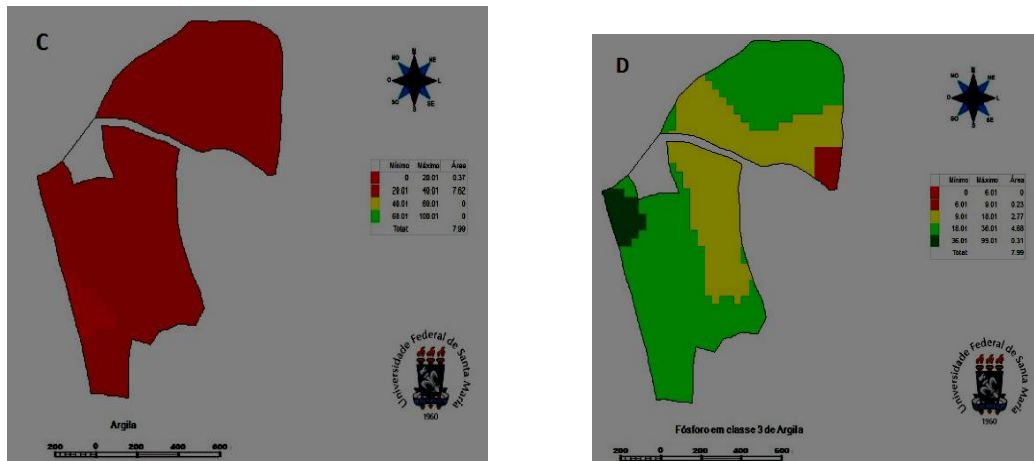 C
N
NO
NE
O
L
SO
SE
S
Mínimo Máximo Área
0 20.01 0.37
20.01 40.01 7.62
40.01 60.01 0
60.01 100.01 0
Total: 7.99
Universidade Federal de Santa Maria
1960
Argila
200 0 200 400 600
D
N
NO
NE
O
L
SO
SE
S
Mínimo Máximo Área
0 6.01 0
6.01 9.01 0.23
9.01 18.01 2.77
18.01 36.01 4.68
36.01 99.01 0.31
Total: 7.99
Universidade Federal de Santa Maria
1960
Fósforo em classe 3 de Argila
200 0 200 400 600